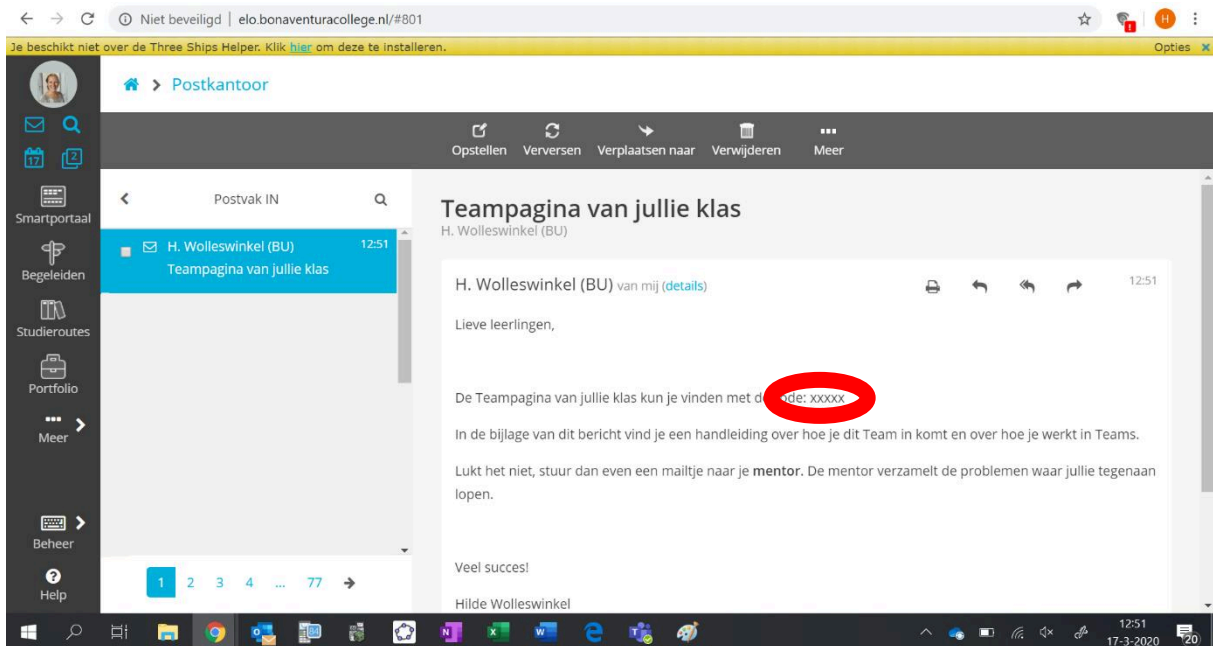 Niet beveiligd | elo.bonaventuracollege.nl/#801
H
Je beschikt niet over de Three Ships Helper. Klik hier om deze te installeren.
Opties x
> Postkantoor
17
2
Opstellen Verversen Verplaatsen naar Verwijderen Meer
Smartportaal
Begeleiden
Studieroutes
Portfolio
Meer
Beheer
Help
Postvak IN
H. Wolleswinkel (BU) 12:51
Teampagina van jullie klas
1 2 3 4 ... 77
Teampagina van jullie klas
H. Wolleswinkel (BU)
H. Wolleswinkel (BU) van mij (details) 12:51
Lieve leerlingen,
De Teampagina van jullie klas kun je vinden met de code: xxxxx
In de bijlage van dit bericht vind je een handleiding over hoe je dit Team in komt en over hoe je werkt in Teams.
Lukt het niet, stuur dan even een mailtje naar je mentor. De mentor verzamelt de problemen waar jullie tegenaan
lopen.
Veel succes!
Hilde Wolleswinkel
12:51
17-3-2020
20